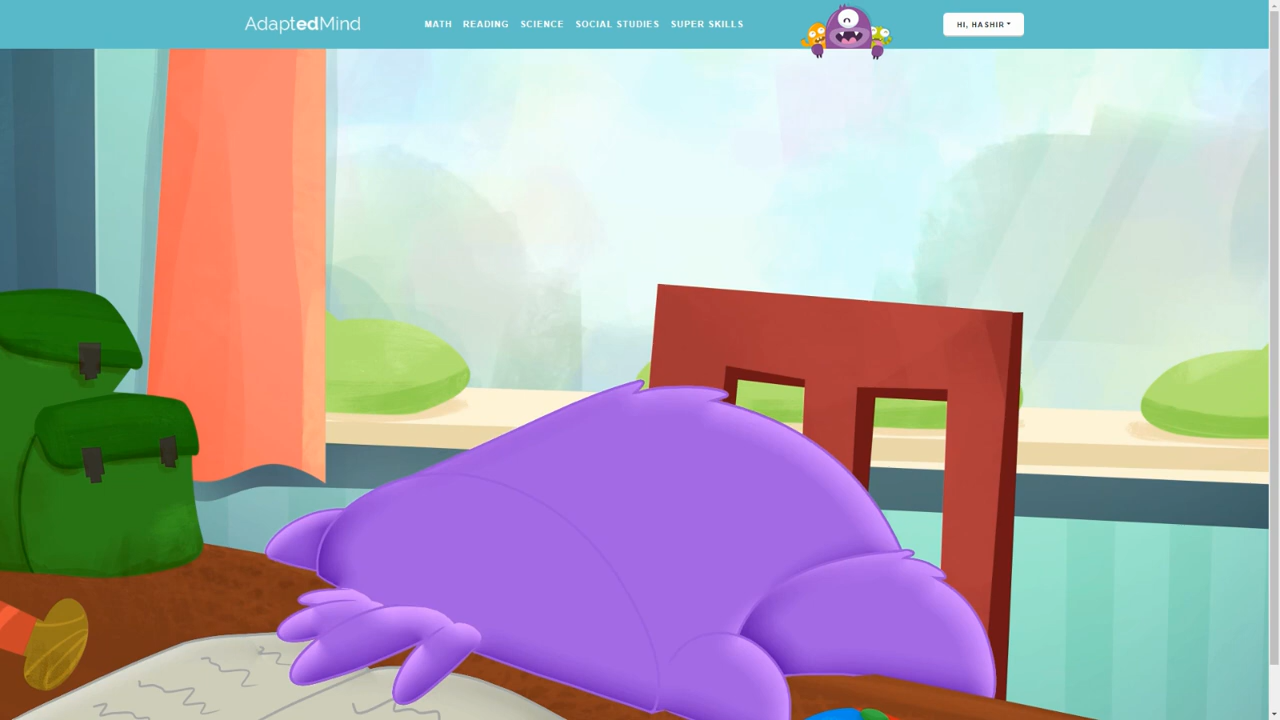 AdaptedMind
MATH READING SCIENCE SOCIAL STUDIES SUPER SKILLS
HI, HASHIR